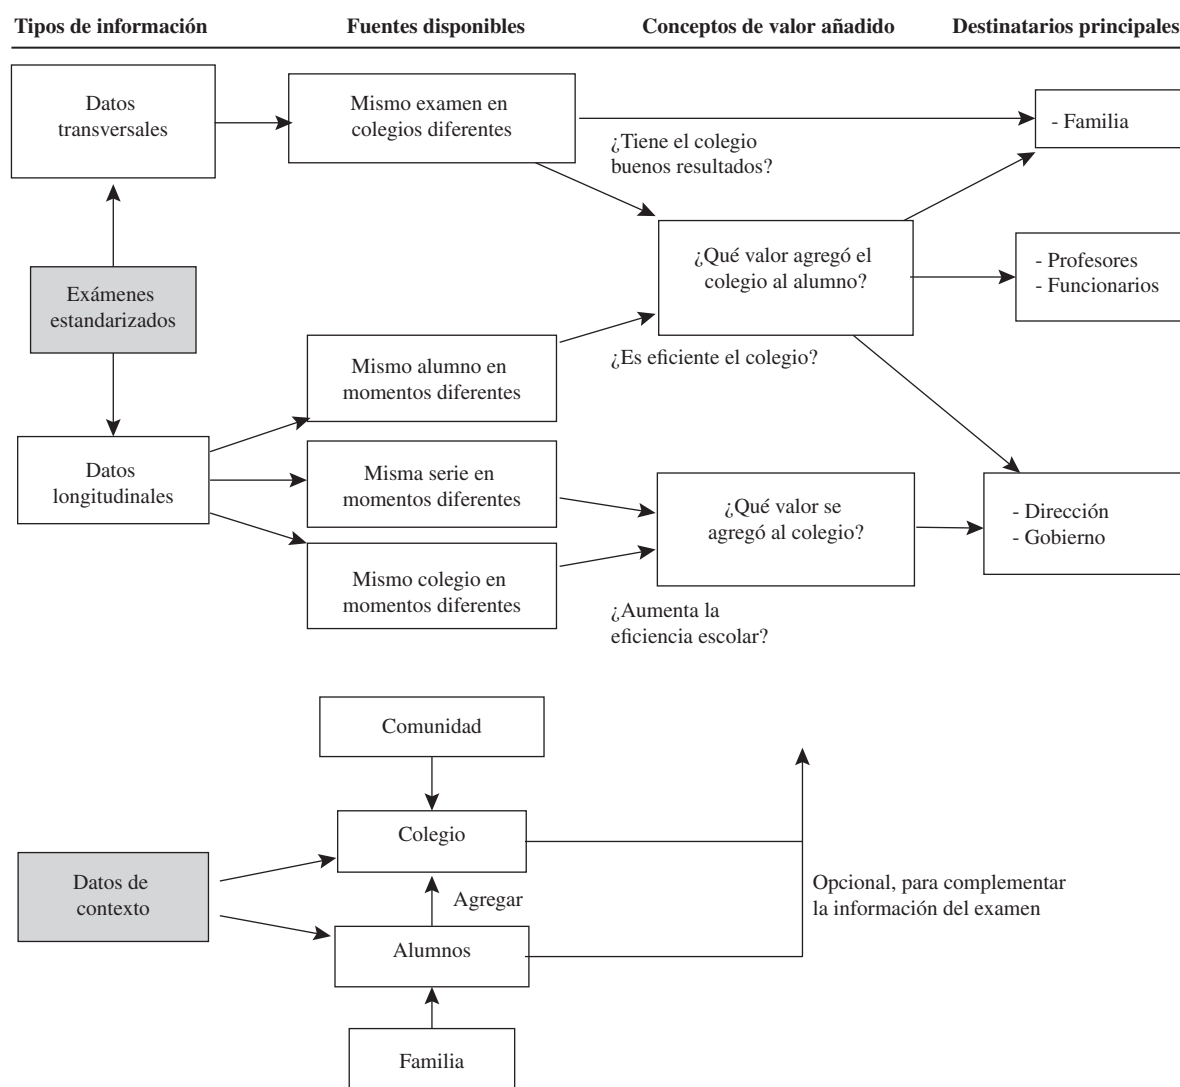 Tipos de información
Fuentes disponibles
Conceptos de valor añadido
Destinatarios principales
Datos
transversales
Mismo examen en
colegios diferentes
¿Tiene el colegio
buenos resultados?
- Familia
¿Qué valor agregó el
colegio al alumno?
- Profesores
- Funcionarios
Exámenes
estandarizados
Mismo alumno en
momentos diferentes
¿Es eficiente el colegio?
Datos
longitudinales
Misma serie en
momentos diferentes
¿Qué valor se
agregó al colegio?
- Dirección
- Gobierno
Mismo colegio en
momentos diferentes
¿Aumenta la
eficiencia escolar?
Comunidad
Colegio
Datos de
contexto
Agregar
Opcional, para complementar
la información del examen
Alumnos
Familia